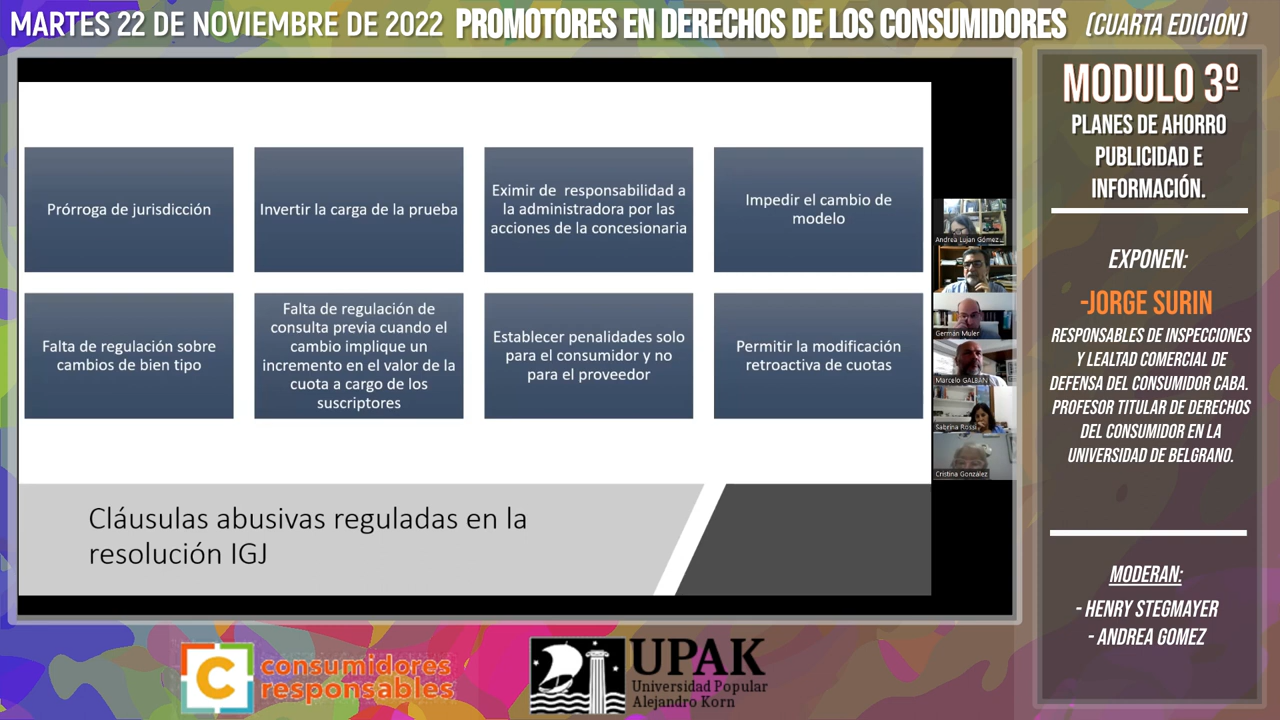 MARTES 22 DE NOVIEMBRE DE 2022 PROMOTORES EN DERECHOS DE LOS CONSUMIDORES (CUARTA EDICION)
Prórroga de jurisdicción
Invertir la carga de la prueba
Eximir de responsabilidad a
la administradora por las
acciones de la concesionaria
Impedir el cambio de
modelo
Falta de regulación sobre
cambios de bien tipo
Falta de regulación de
consulta previa cuando el
cambio implique un
incremento en el valor de la
cuota a cargo de los
suscriptores
Establecer penalidades solo
para el consumidor y no
para el proveedor
Permitir la modificación
retroactiva de cuotas
Cláusulas abusivas reguladas en la
resolución IGJ
Andrea Lujan Gómez...
Germán Muler
Marcelo GALBÁN
Sabrina Rossi
Cristina González
MODULO 3º
PLANES DE AHORRO
PUBLICIDAD E
INFORMACIÓN.
EXPONEN:
-JORGE SURIN
RESPONSABLES DE INSPECCIONES
Y LEALTAD COMERCIAL DE
DEFENSA DEL CONSUMIDOR CABA.
PROFESOR TITULAR DE DERECHOS
DEL CONSUMIDOR EN LA
UNIVERSIDAD DE BELGRANO.
MODERAN:
- HENRY STEGMAYER
- ANDREA GOMEZ
C
consumidores
responsables
UPAK
Universidad Popular
Alejandro Korn